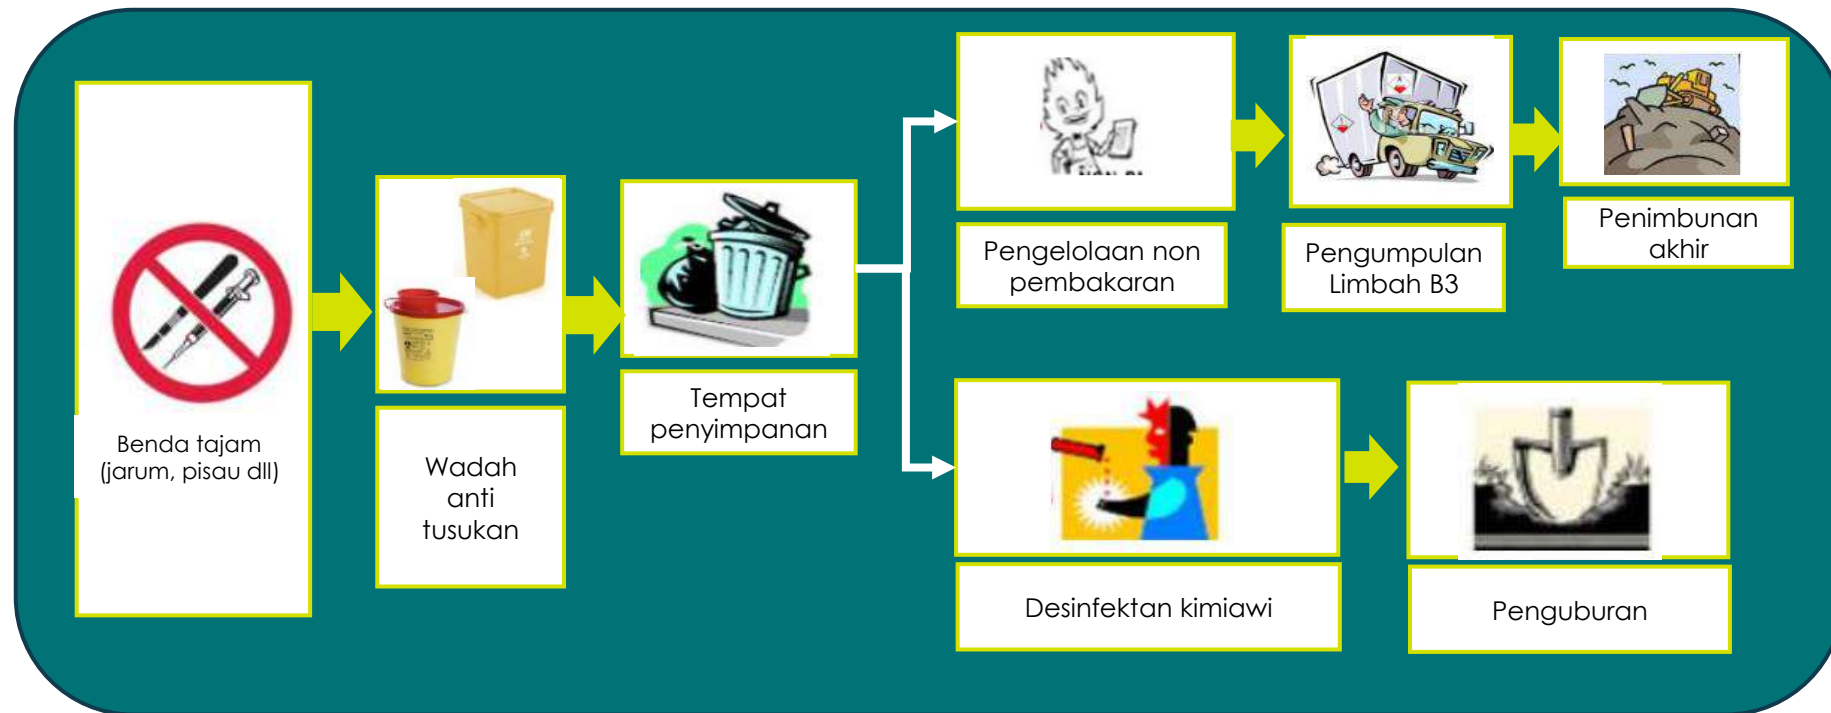 Benda tajam
(jarum, pisau dll)
Wadah
anti
tusukan
Tempat
penyimpanan
Pengelolaan non
pembakaran
Pengumpulan
Limbah B3
Penimbunan
akhir
Desinfektan kimiawi
Penguburan